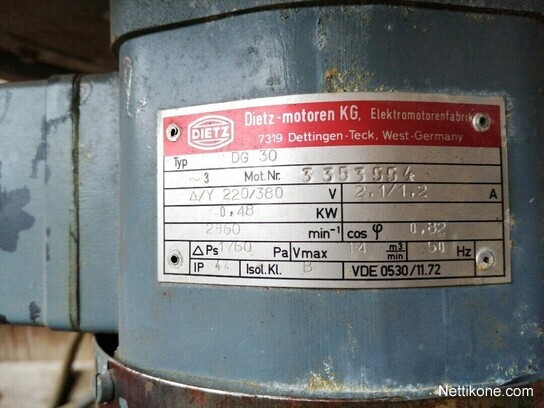 DIETZ
Dietz-motoren KG, Elektromotorenfabrik
7319 Dettingen-Teck, West-Germany
Typ DG 30
~3 Mot.Nr. 3353554
Δ/Y 220/380 V 2,1/1,2 A
0,48 KW
2860 min⁻¹ cos φ 0,82
△Ps 1760 Pa Vmax 14 m3/min 50 Hz
IP 44 Isol.Kl. B VDE 0530/11.72
Nettikone.com